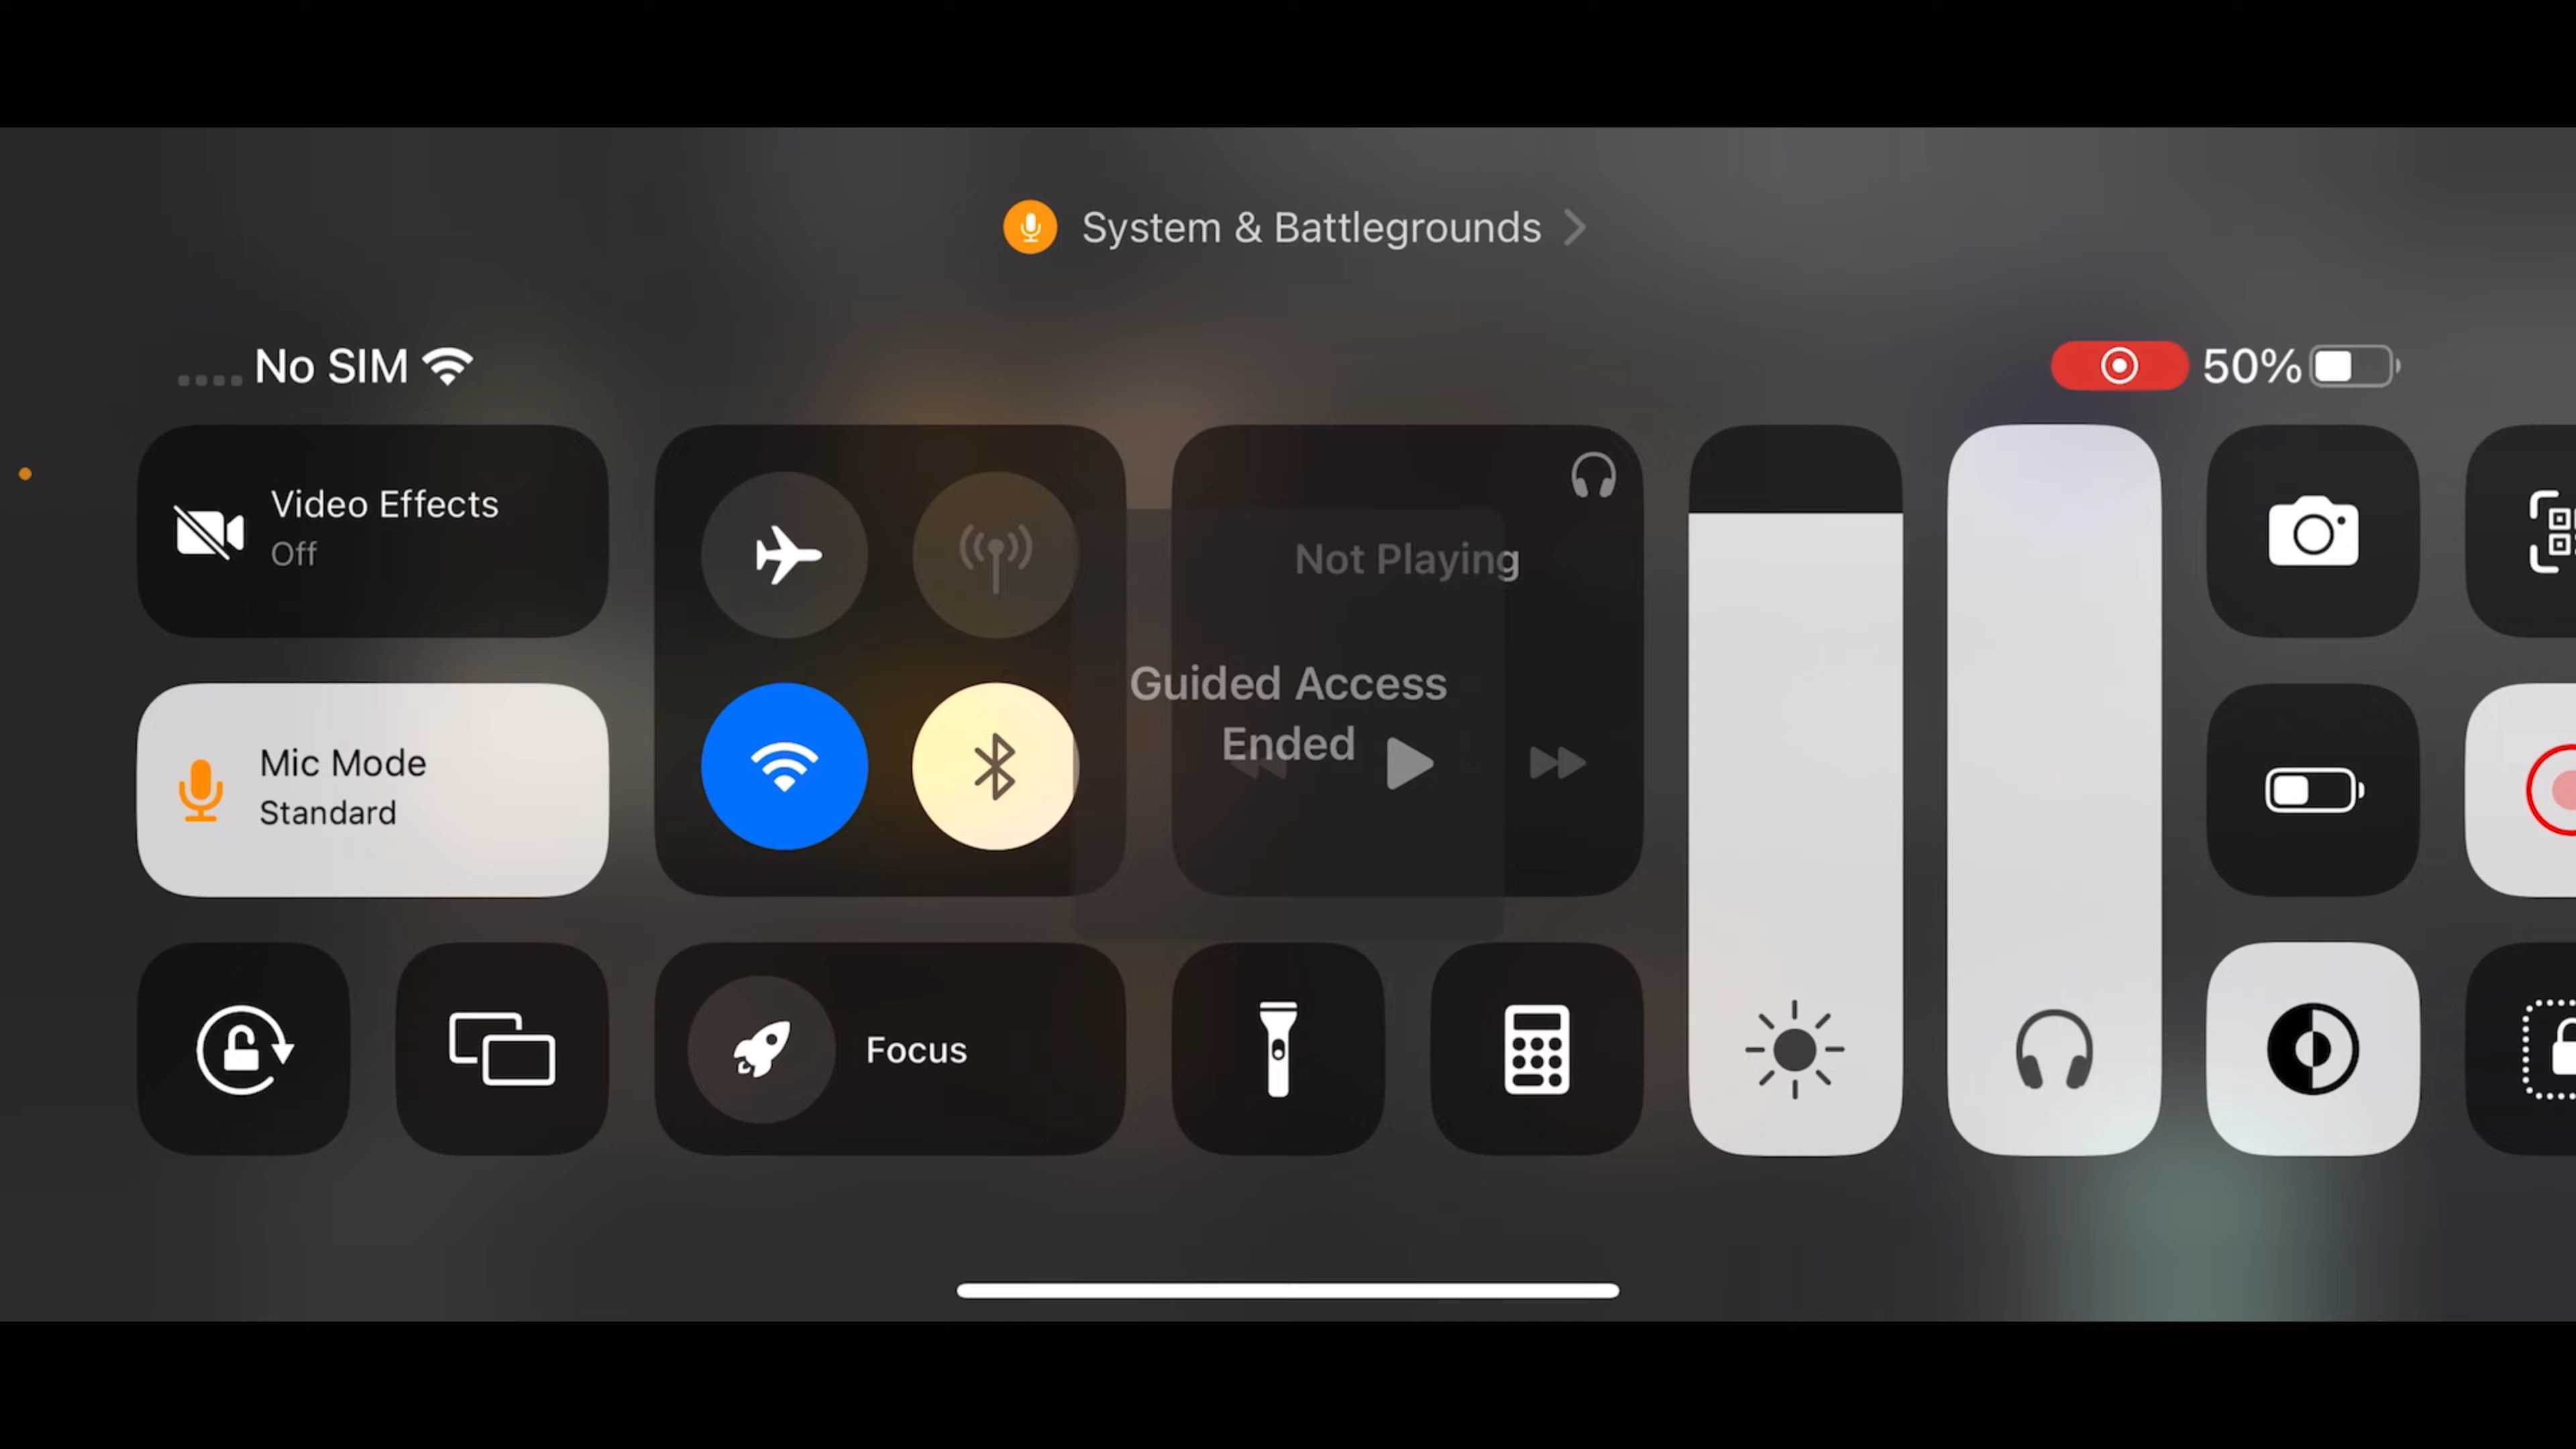 System & Battlegrounds
No SIM
50%
Video Effects
Off
Not Playing
Guided Access
Ended
Mic Mode
Standard
Focus